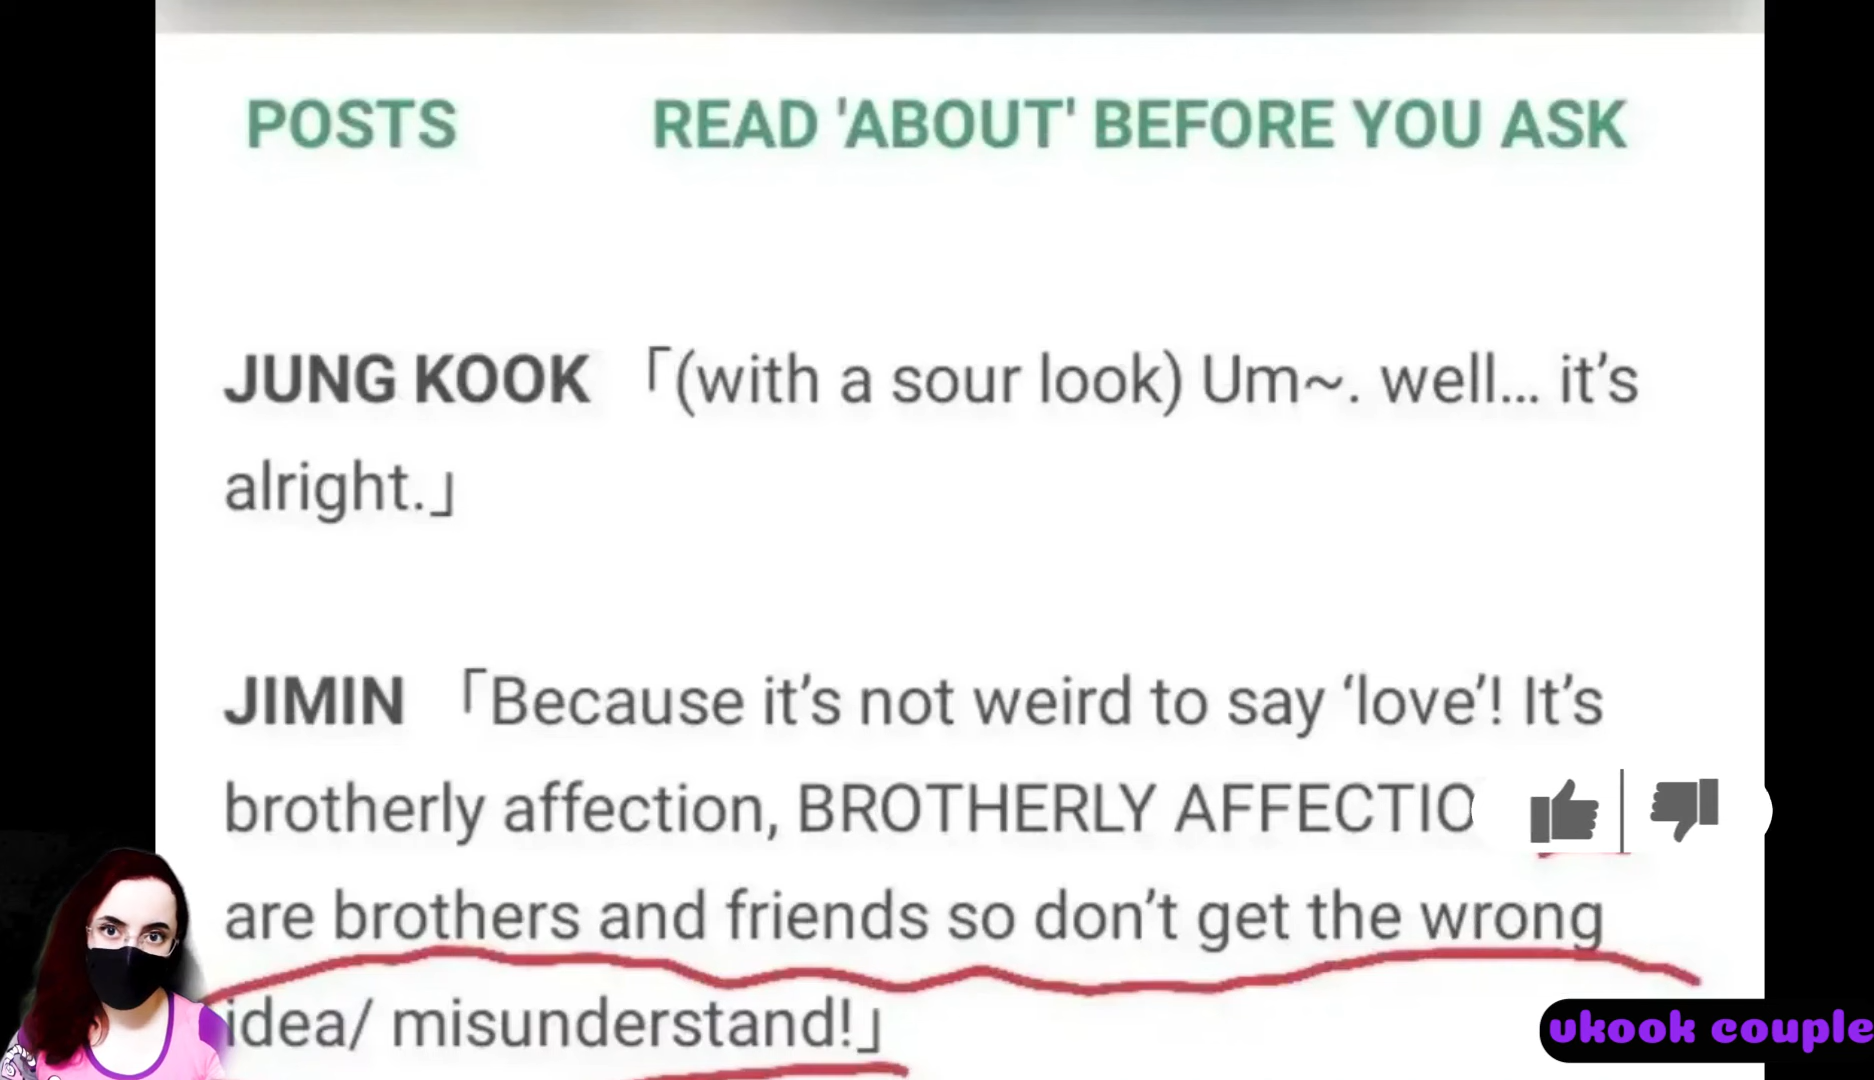 POSTS READ 'ABOUT' BEFORE YOU ASK
JUNG KOOK 「(with a sour look) Um~. well... it's
alright.」
JIMIN 「Because it's not weird to say ‘love’! It's
brotherly affection, BROTHERLY AFFECTIO
are brothers and friends so don't get the wrong
idea/ misunderstand!」
ukook couple